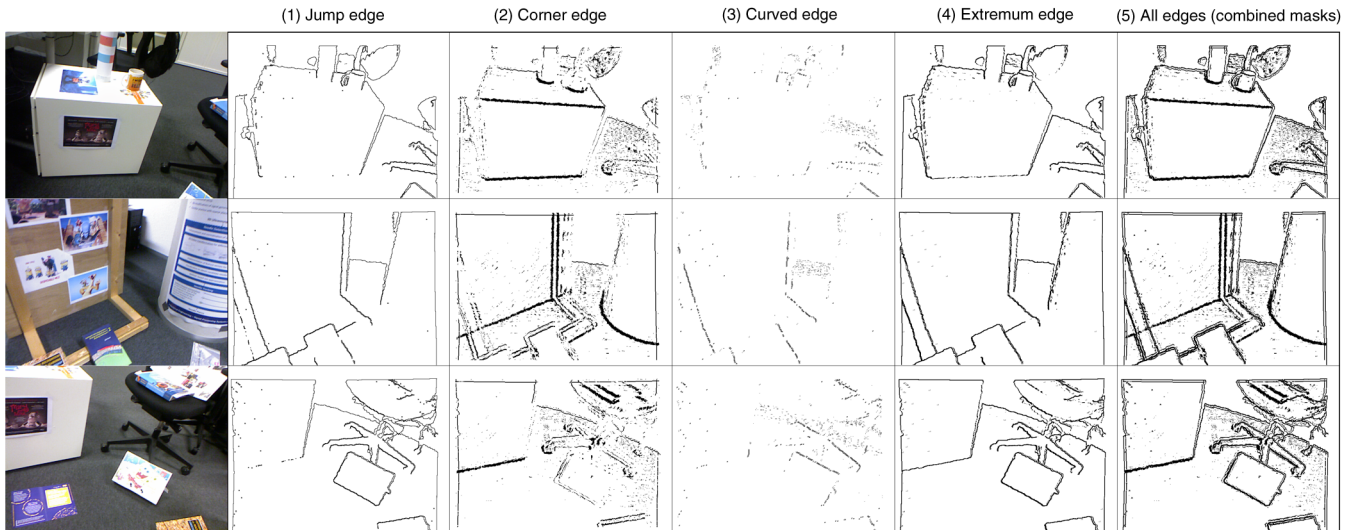 (1) Jump edge
(2) Corner edge
(3) Curved edge
(4) Extremum edge
(5) All edges (combined masks)